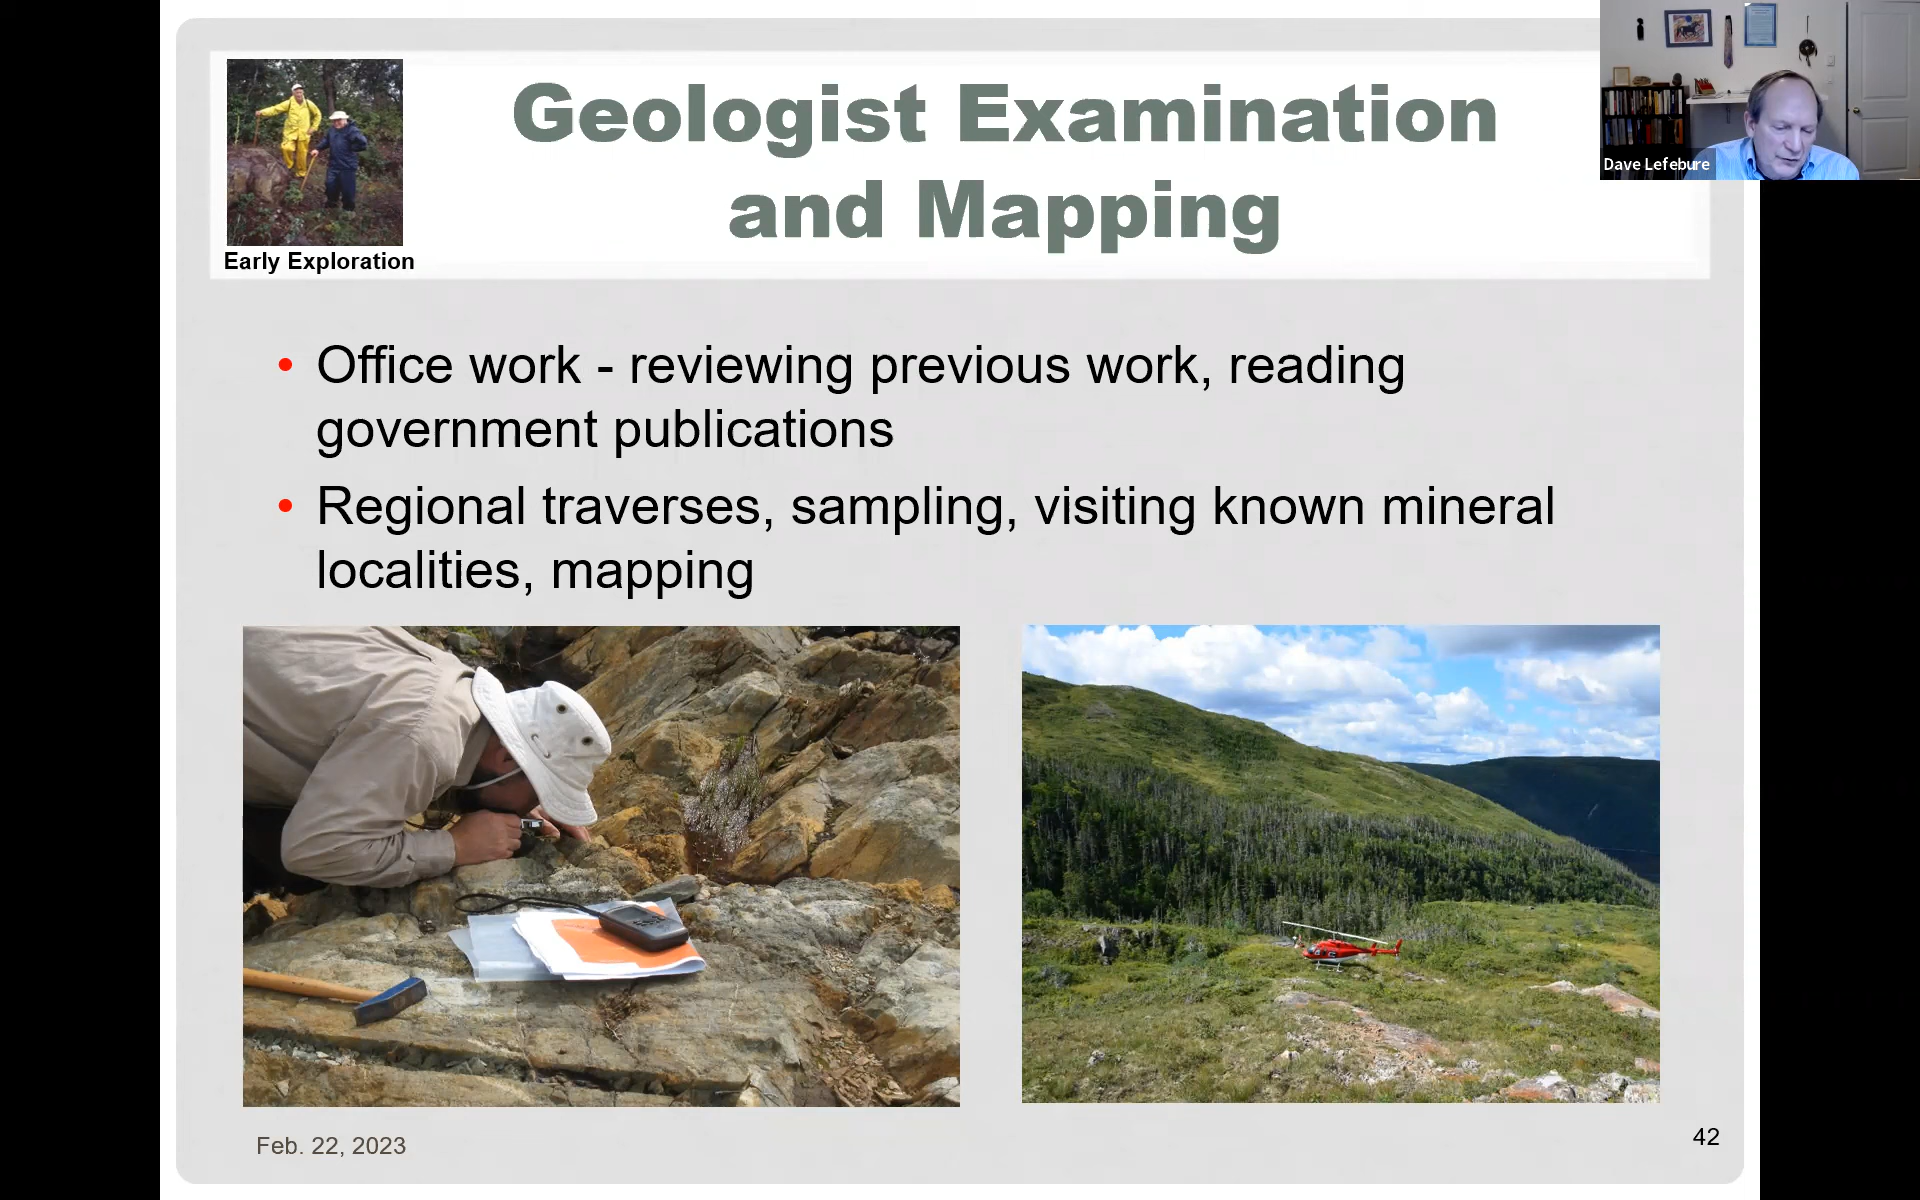 Geologist Examination
and Mapping
Dave Lefebure
Early Exploration
• Office work - reviewing previous work, reading
government publications
• Regional traverses, sampling, visiting known mineral
localities, mapping
Feb. 22, 2023
42